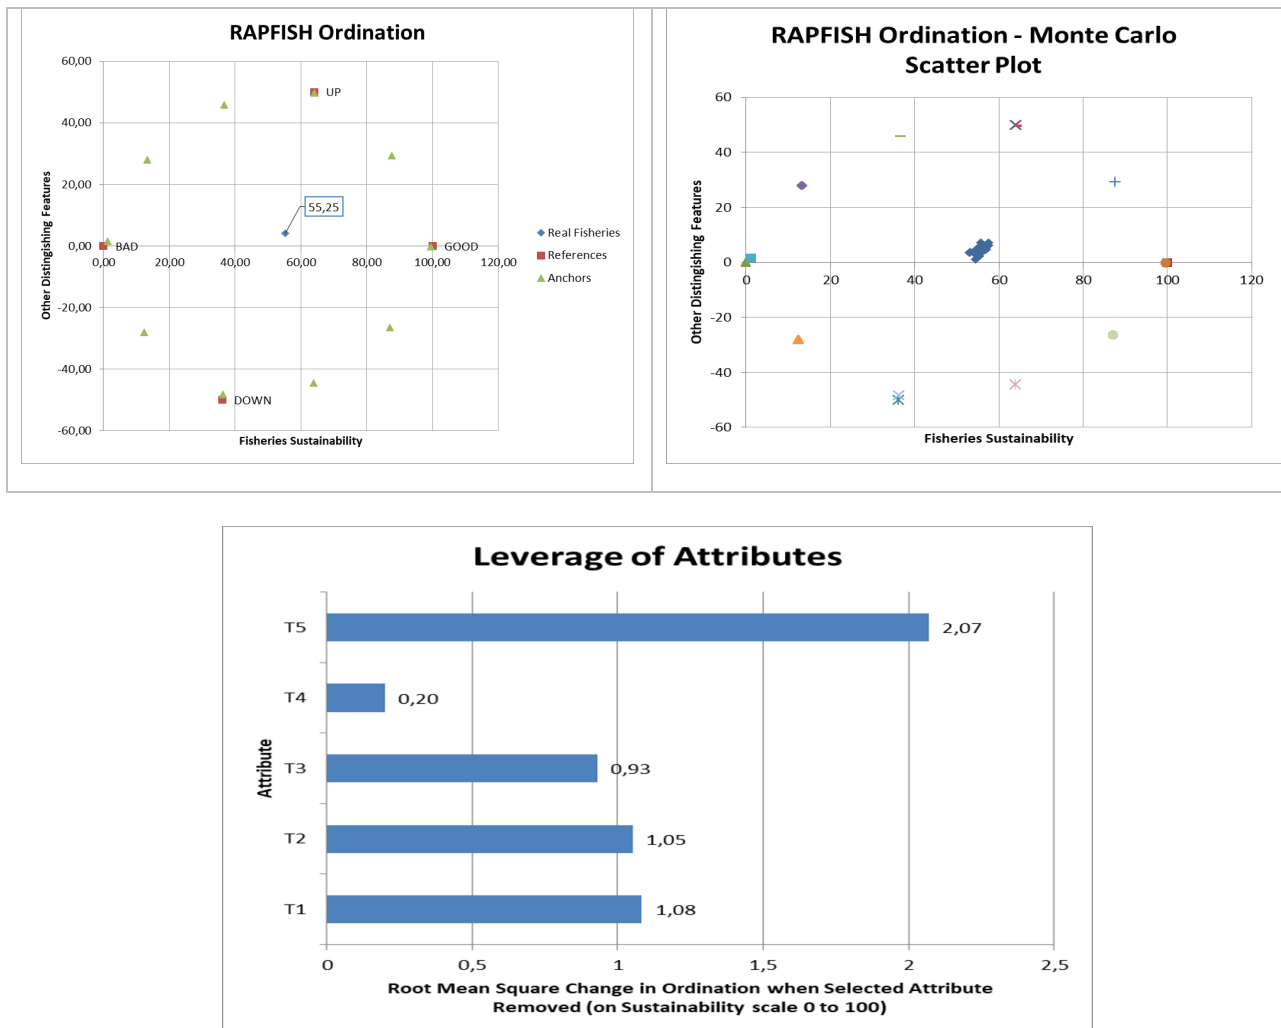 RAPFISH Ordination
60,00
40,00
20,00
0,00
-20,00
-40,00
-60,00
Other Distingishing Features
UP
55,25
BAD
GOOD
DOWN
0,00 20,00 40,00 60,00 80,00 100,00 120,00
Fisheries Sustainability
Real Fisheries
References
Anchors
RAPFISH Ordination - Monte Carlo
Scatter Plot
60
40
20
0
-20
-40
-60
Other Distingishing Features
0 20 40 60 80 100 120
Fisheries Sustainability
Leverage of Attributes
Attribute
T5 2,07
T4 0,20
T3 0,93
T2 1,05
T1 1,08
0 0,5 1 1,5 2 2,5
Root Mean Square Change in Ordination when Selected Attribute
Removed (on Sustainability scale 0 to 100)